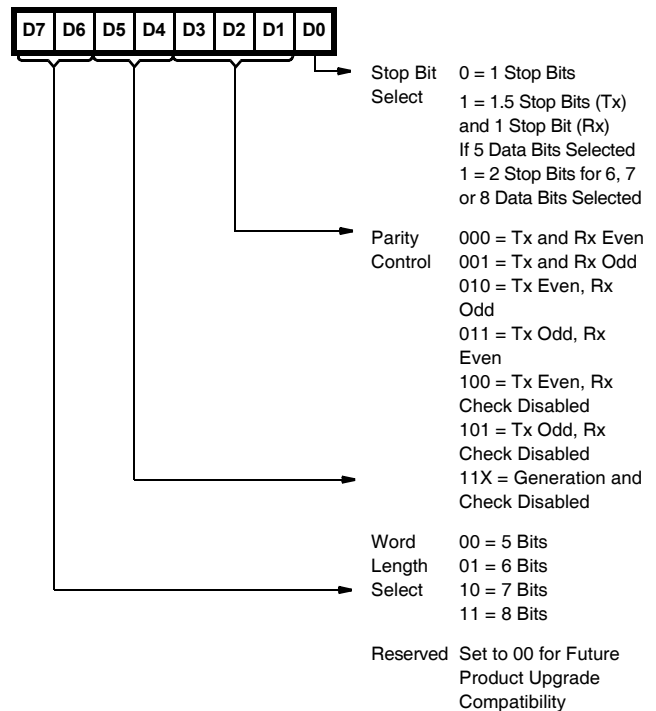 D7 D6 D5 D4 D3 D2 D1 D0
Stop Bit 0 = 1 Stop Bits
Select 1 = 1.5 Stop Bits (Tx)
and 1 Stop Bit (Rx)
If 5 Data Bits Selected
1 = 2 Stop Bits for 6, 7
or 8 Data Bits Selected
Parity 000 = Tx and Rx Even
Control 001 = Tx and Rx Odd
010 = Tx Even, Rx
Odd
011 = Tx Odd, Rx
Even
100 = Tx Even, Rx
Check Disabled
101 = Tx Odd, Rx
Check Disabled
11X = Generation and
Check Disabled
Word 00 = 5 Bits
Length 01 = 6 Bits
Select 10 = 7 Bits
11 = 8 Bits
Reserved Set to 00 for Future
Product Upgrade
Compatibility